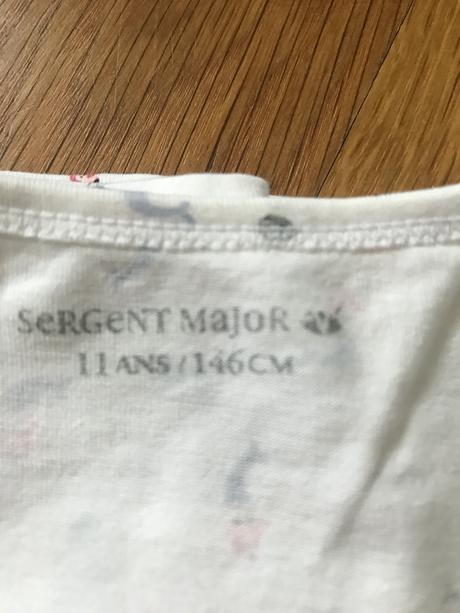 SeRGeNT MaJoR
11 ANS / 146 CM